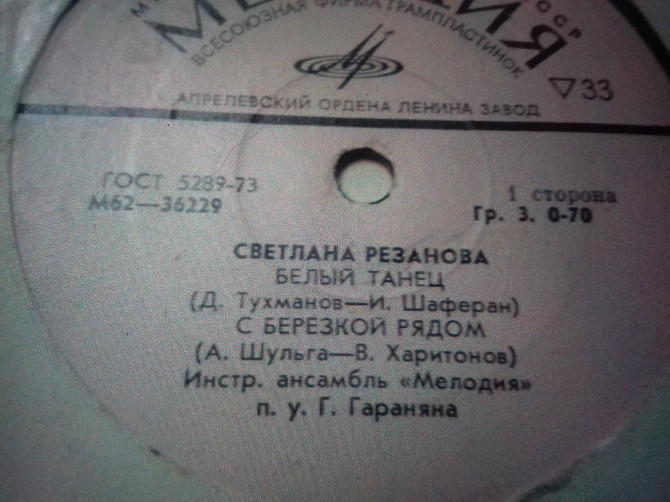 ВСЕСОЮЗНАЯ ФИРМА ГРАМПЛАСТИНОК
АПРЕЛЕВСКИЙ ОРДЕНА ЛЕНИНА ЗАВОД
33
ГОСТ 5289-73
М62—36229
1 сторона
Гр. 3. 0-70
СВЕТЛАНА РЕЗАНОВА
БЕЛЫЙ ТАНЕЦ
(Д. Тухманов—И. Шаферан)
С БЕРЕЗКОЙ РЯДОМ
(А. Шульга—В. Харитонов)
Инстр. ансамбль «Мелодия»
п. у. Г. Гараняна